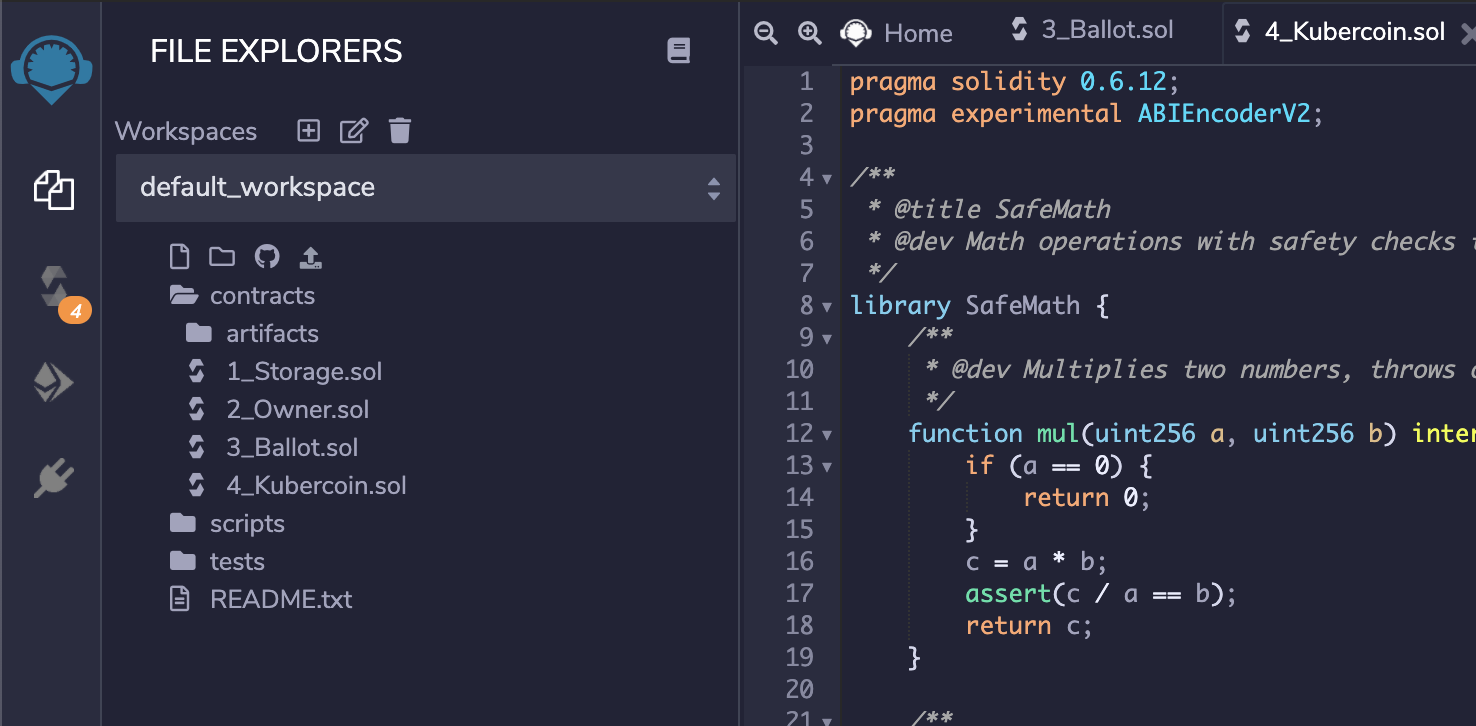 FILE EXPLORERS
Workspaces
default_workspace
contracts
artifacts
1_Storage.sol
2_Owner.sol
3_Ballot.sol
4_Kubercoin.sol
scripts
tests
README.txt
4
Home
3_Ballot.sol
4_Kubercoin.sol
1 pragma solidity 0.6.12;
2 pragma experimental ABIEncoderV2;
3
4 /**
5 * @title SafeMath
6 * @dev Math operations with safety checks
7 */
8 library SafeMath {
9 /**
10 * @dev Multiplies two numbers, throws
11 */
12 function mul(uint256 a, uint256 b) inter
13 if (a == 0) {
14 return 0;
15 }
16 c = a * b;
17 assert(c / a == b);
18 return c;
19 }
20
21 /**